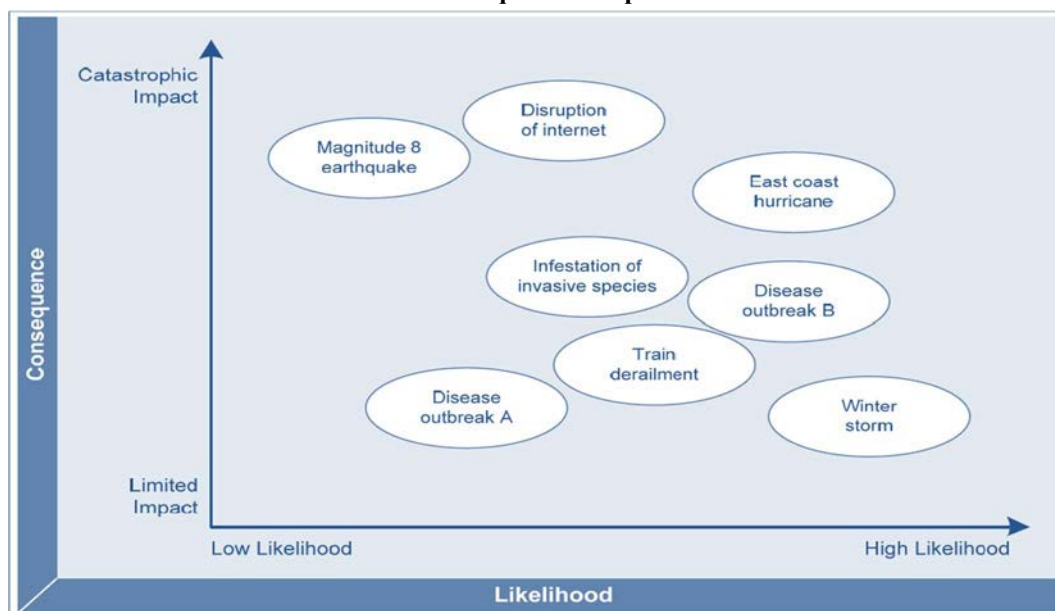 Catastrophic
Impact
Disruption
of internet
Magnitude 8
earthquake
East coast
hurricane
Infestation of
invasive species
Disease
outbreak B
Train
derailment
Disease
outbreak A
Winter
storm
Limited
Impact
Low Likelihood
High Likelihood
Consequence
Likelihood